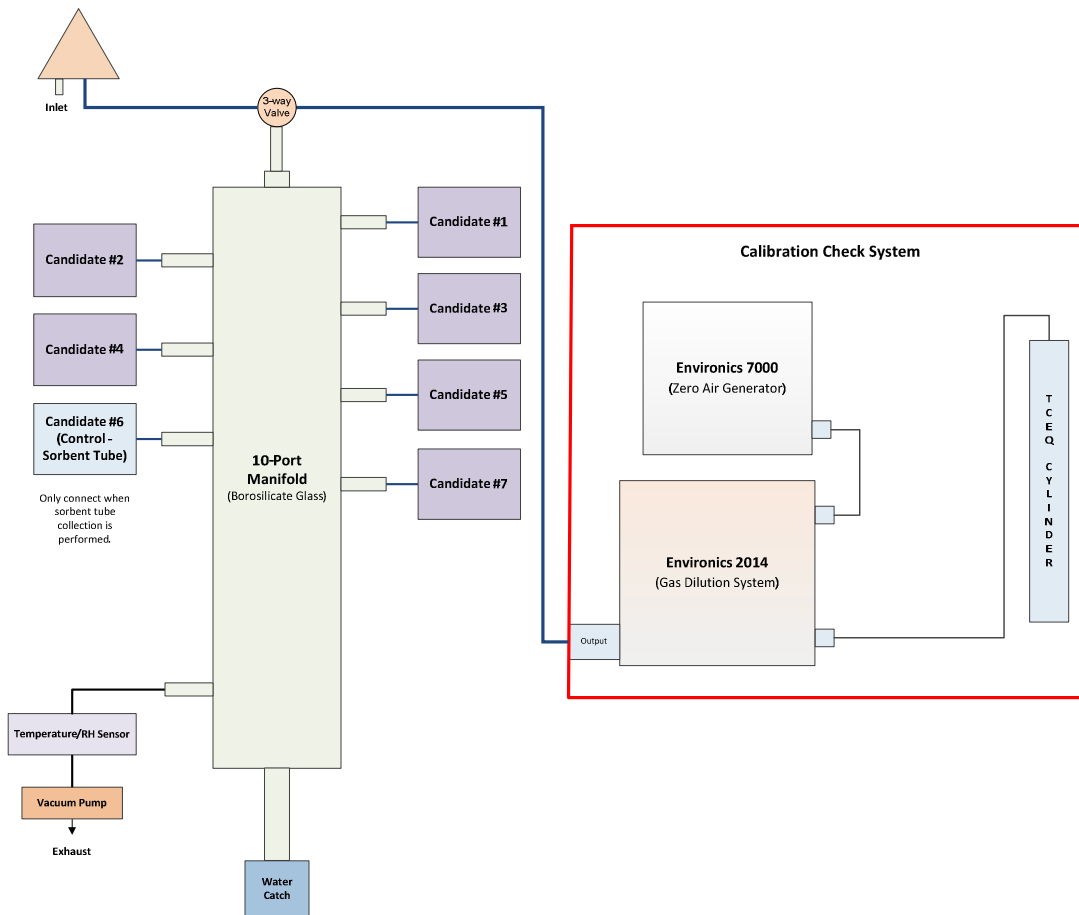 Inlet
3-way
Valve
Candidate #1
Candidate #2
Candidate #3
Candidate #4
Candidate #5
Candidate #6
(Control -
Sorbent Tube)
Only connect when
sorbent tube
collection is
performed.
Candidate #7
10-Port
Manifold
(Borosilicate Glass)
Temperature/RH Sensor
Vacuum Pump
Exhaust
Water
Catch
Calibration Check System
Environics 7000
(Zero Air Generator)
Environics 2014
(Gas Dilution System)
Output
TCEQ CYLINDER